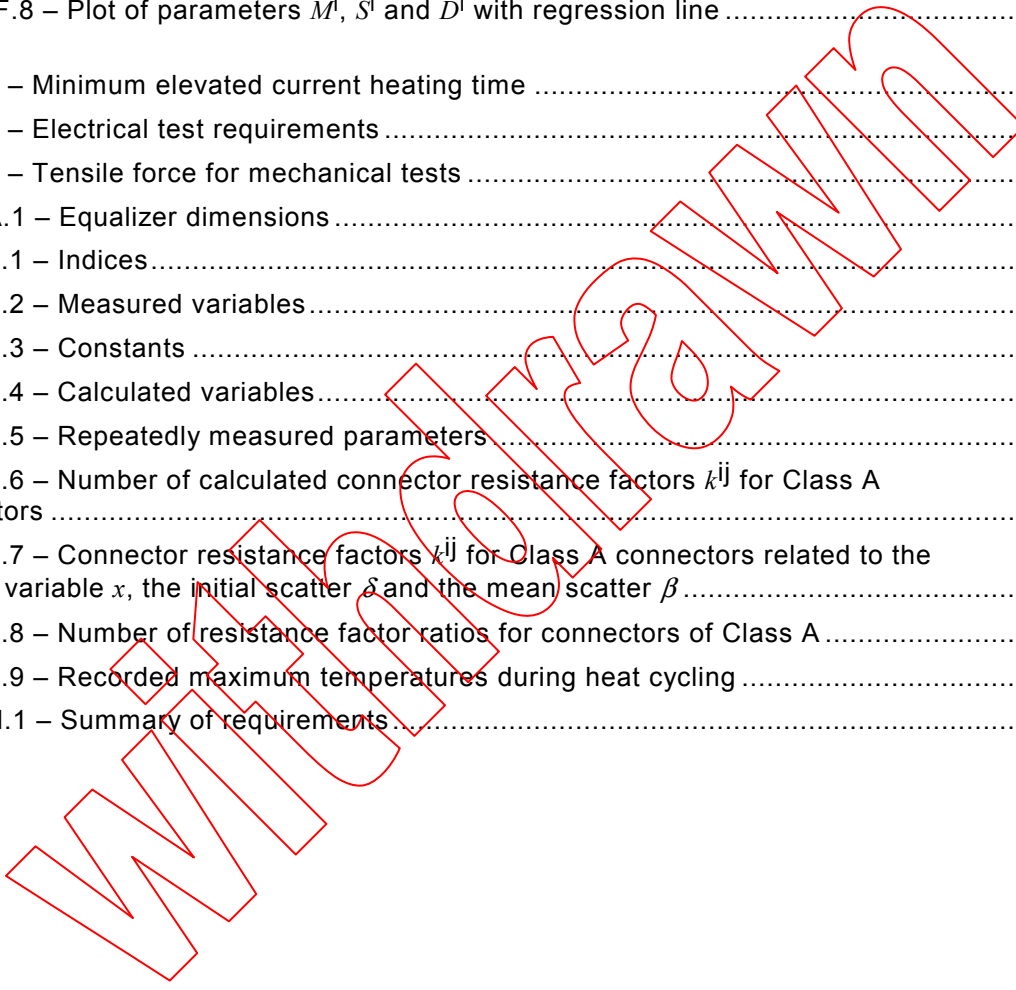 F.8 – Plot of parameters Mⁱ, Sⁱ and Dⁱ with regression line
– Minimum elevated current heating time
– Electrical test requirements
– Tensile force for mechanical tests
.1 – Equalizer dimensions
.1 – Indices
.2 – Measured variables
.3 – Constants
.4 – Calculated variables
.5 – Repeatedly measured parameters
.6 – Number of calculated connector resistance factors kⁱʲ for Class A
tors
.7 – Connector resistance factors kⁱʲ for Class A connectors related to the
variable x, the initial scatter δ and the mean scatter β
.8 – Number of resistance factor ratios for connectors of Class A
.9 – Recorded maximum temperatures during heat cycling
.1 – Summary of requirements
withdrawn